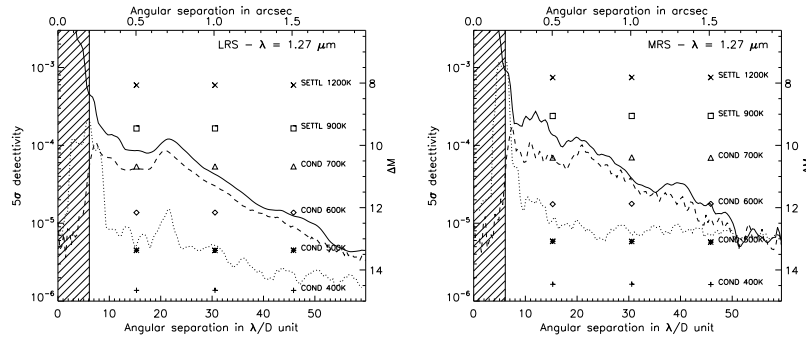 Angular separation in arcsec
0.0 0.5 1.0 1.5
LRS - λ = 1.27 μm
10⁻³
10⁻⁴
10⁻⁵
10⁻⁶
5σ detecttivity
SETTL 1200K
SETTL 900K
COND 700K
COND 600K
COND 500K
COND 400K
8
10
12
14
ΔM
0 10 20 30 40 50
Angular separation in λ/D unit
Angular separation in arcsec
0.0 0.5 1.0 1.5
MRS - λ = 1.27 μm
10⁻³
10⁻⁴
10⁻⁵
10⁻⁶
5σ detecttivity
SETTL 1200K
SETTL 900K
COND 700K
COND 600K
COND 500K
COND 400K
8
10
12
14
ΔM
0 10 20 30 40 50
Angular separation in λ/D unit